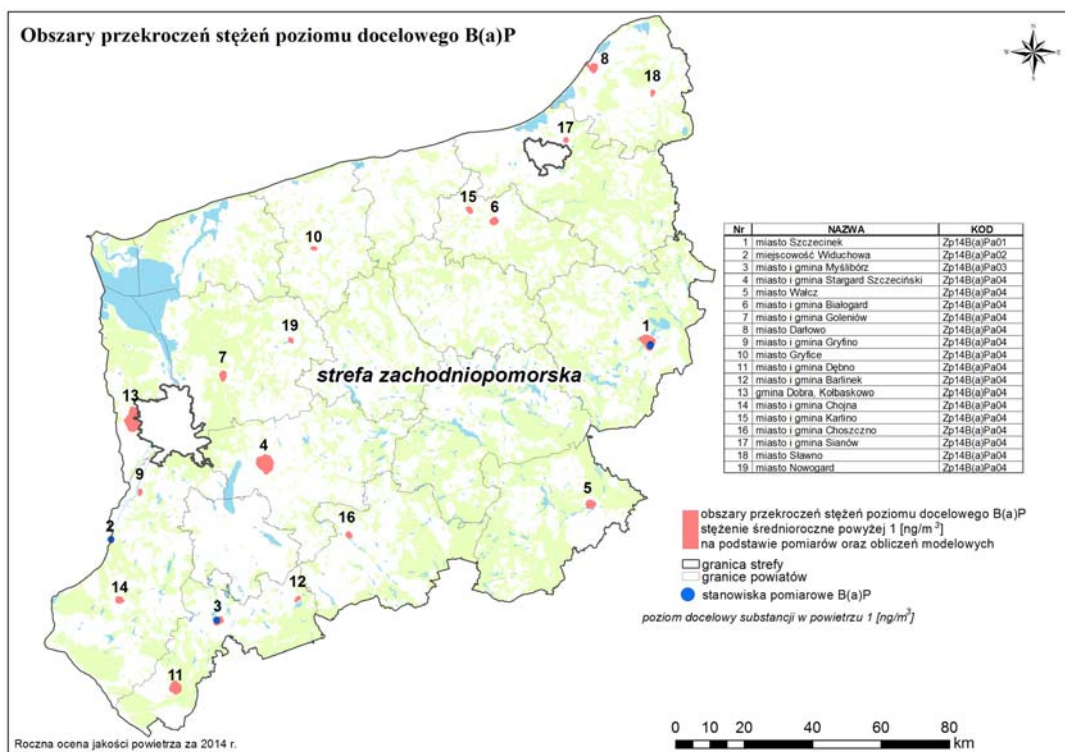 Obszary przekroczeń stężeń poziomu docelowego B(a)P
8
18
17
15
6
10
19
1
7
strefa zachodniopomorska
13
4
9
5
2
16
12
14
3
11
Nr NAZWA KOD
1 miasto Szczecinek Zp14B(a)Pa01
2 miejscowość Widuchowa Zp14B(a)Pa02
3 miasto i gmina Myślibórz Zp14B(a)Pa03
4 miasto i gmina Stargard Szczeciński Zp14B(a)Pa04
5 miasto Wałcz Zp14B(a)Pa04
6 miasto i gmina Białogard Zp14B(a)Pa04
7 miasto i gmina Goleniów Zp14B(a)Pa04
8 miasto Darłowo Zp14B(a)Pa04
9 miasto i gmina Gryfino Zp14B(a)Pa04
10 miasto Gryfice Zp14B(a)Pa04
11 miasto i gmina Dębno Zp14B(a)Pa04
12 miasto i gmina Barlinek Zp14B(a)Pa04
13 gmina Dobra, Kołbaskowo Zp14B(a)Pa04
14 miasto i gmina Chojna Zp14B(a)Pa04
15 miasto i gmina Karlino Zp14B(a)Pa04
16 miasto i gmina Choszczno Zp14B(a)Pa04
17 miasto i gmina Sianów Zp14B(a)Pa04
18 miasto Sławno Zp14B(a)Pa04
19 miasto Nowogard Zp14B(a)Pa04
obszary przekroczeń stężeń poziomu docelowego B(a)P
stężenie średnioroczne powyżej 1 [ng/m³]
na podstawie pomiarów oraz obliczeń modelowych
granica strefy
granice powiatów
stanowiska pomiarowe B(a)P
poziom docelowy substancji w powietrzu 1 [ng/m³]
0 10 20 40 60 80
km
Roczna ocena jakości powietrza za 2014 r.